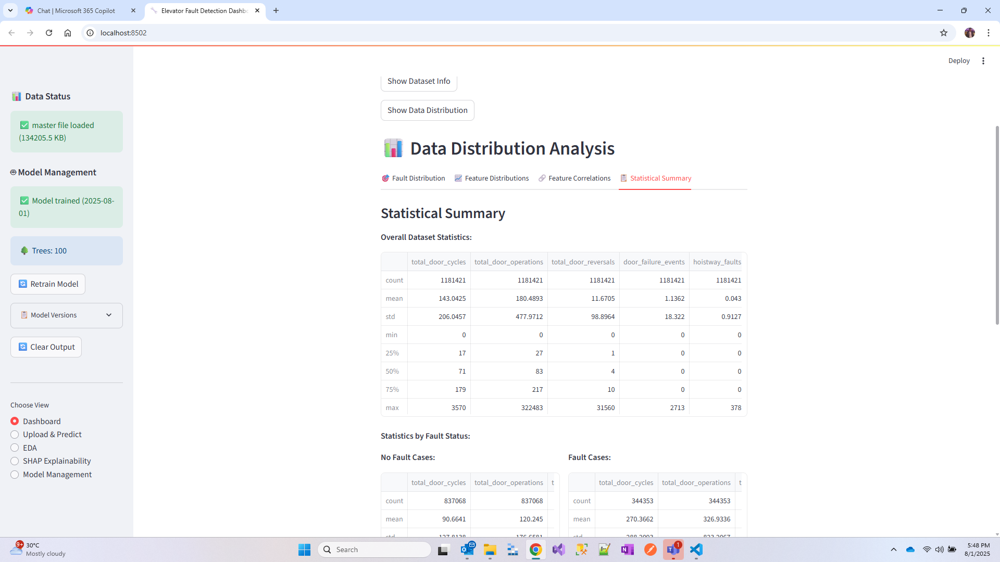 Chat | Microsoft 365 Copilot
Elevator Fault Detection Dashbo
localhost:8502
Deploy
Data Status
master file loaded
(134205.5 KB)
Model Management
Model trained (2025-08-
01)
Trees: 100
Retrain Model
Model Versions
Clear Output
Choose View
Dashboard
Upload & Predict
EDA
SHAP Explainability
Model Management
Show Dataset Info
Show Data Distribution
Data Distribution Analysis
Fault Distribution Feature Distributions Feature Correlations Statistical Summary
Statistical Summary
Overall Dataset Statistics:
total_door_cycles total_door_operations total_door_reversals door_failure_events hoistway_faults
count 1181421 1181421 1181421 1181421 1181421
mean 143.0425 180.4893 11.6705 1.1362 0.043
std 206.0457 477.9712 98.8964 18.322 0.9127
min 0 0 0 0 0
25% 17 27 1 0 0
50% 71 83 4 0 0
75% 179 217 10 0 0
max 3570 322483 31560 2713 378
Statistics by Fault Status:
No Fault Cases:
total_door_cycles total_door_operations t
count 837068 837068
mean 90.6641 120.245
std 127.8138 176.6581
Fault Cases:
total_door_cycles total_door_operations t
count 344353 344353
mean 270.3662 326.9336
std
9+
30°C
Mostly cloudy
Search
1
5:48 PM
8/1/2025